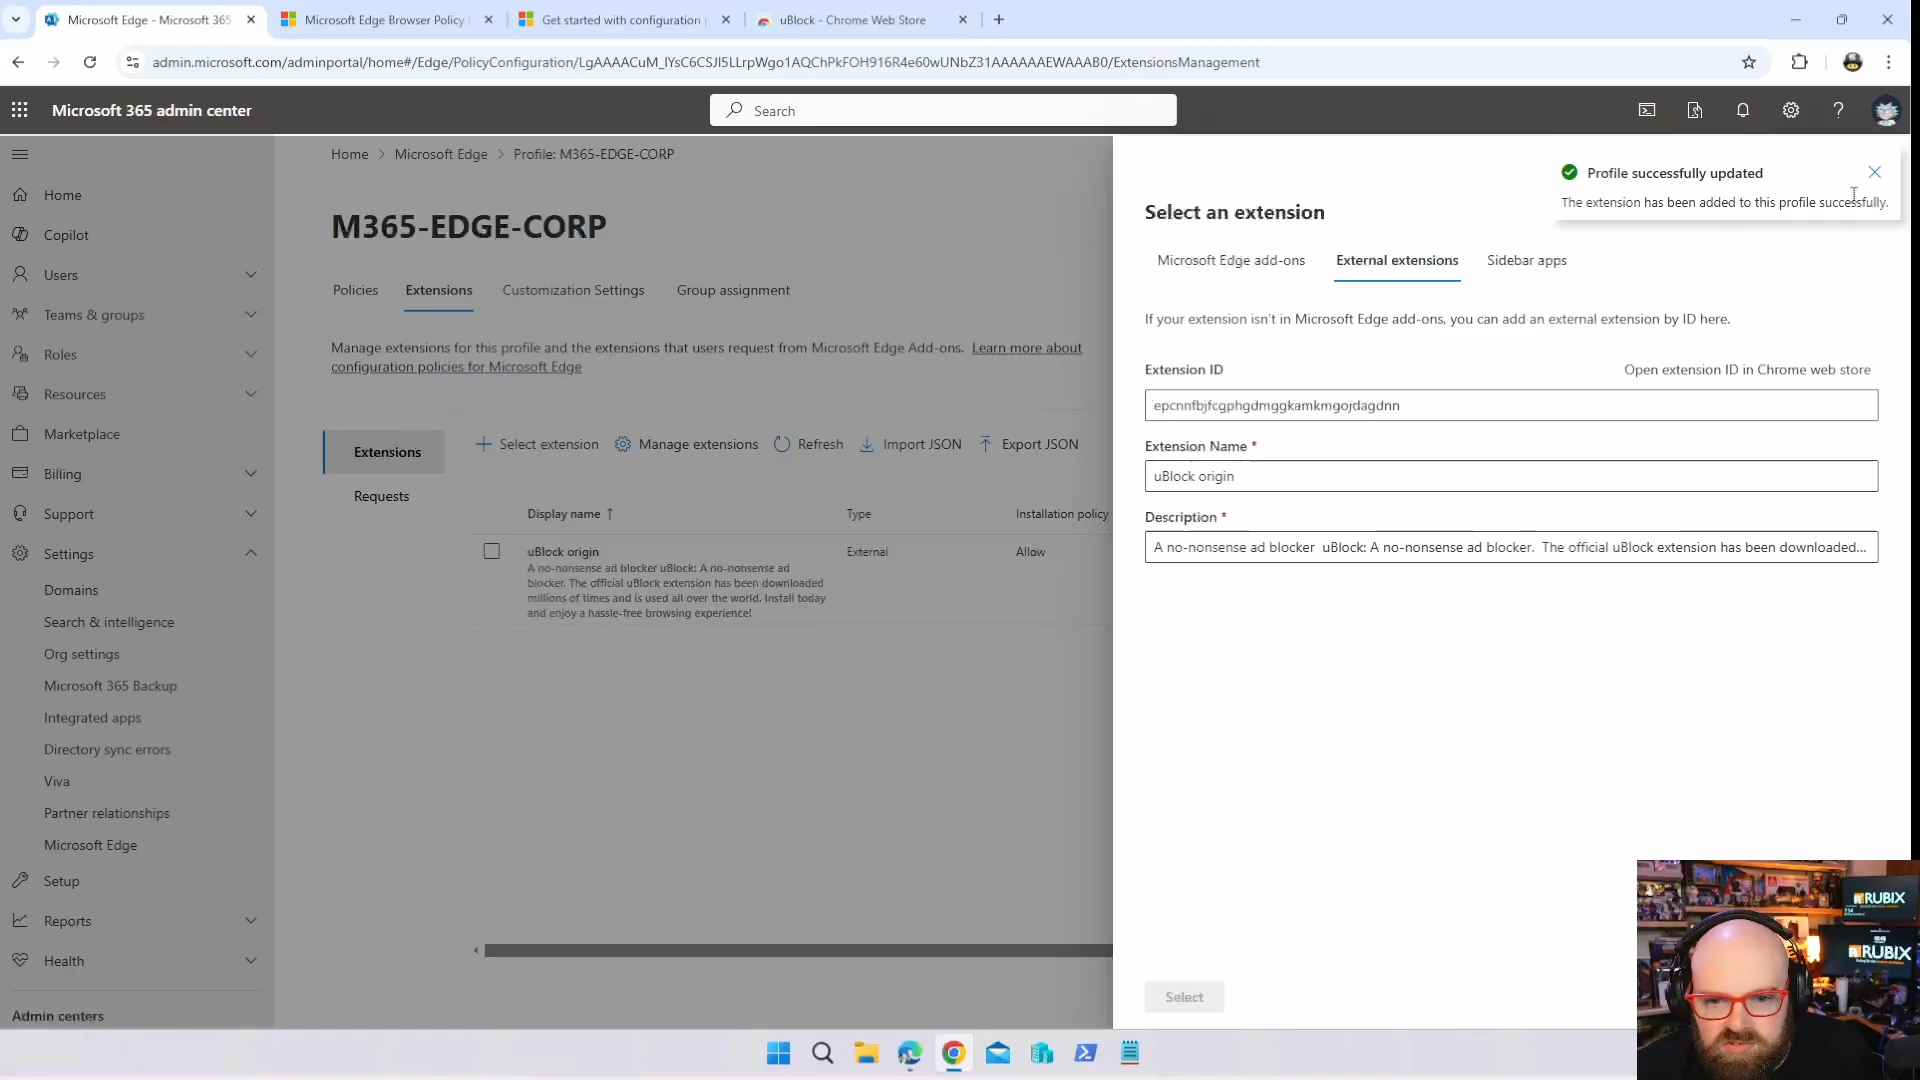 Microsoft Edge - Microsoft 365
Microsoft Edge Browser Policy
Get started with configuration
uBlock - Chrome Web Store
admin.microsoft.com/adminportal/home#/Edge/PolicyConfiguration/LgAAAACuM_lYsC6CSJl5LLrpWgo1AQChPkFOH916R4e60wUNbZ31AAAAAAEWAAAB0/ExtensionsManagement
Microsoft 365 admin center
Search
Home
Copilot
Users
Teams & groups
Roles
Resources
Marketplace
Billing
Support
Settings
Domains
Search & intelligence
Org settings
Microsoft 365 Backup
Integrated apps
Directory sync errors
Viva
Partner relationships
Microsoft Edge
Setup
Reports
Health
Admin centers
Home > Microsoft Edge > Profile: M365-EDGE-CORP
M365-EDGE-CORP
Policies
Extensions
Customization Settings
Group assignment
Manage extensions for this profile and the extensions that users request from Microsoft Edge Add-ons. Learn more about
configuration policies for Microsoft Edge
Extensions
Requests
Select extension
Manage extensions
Refresh
Import JSON
Export JSON
Display name ↑
Type
Installation policy
uBlock origin
External
Allow
A no-nonsense ad blocker uBlock: A no-nonsense ad
blocker. The official uBlock extension has been downloaded
millions of times and is used all over the world. Install today
and enjoy a hassle-free browsing experience!
Profile successfully updated
The extension has been added to this profile successfully.
Select an extension
Microsoft Edge add-ons
External extensions
Sidebar apps
If your extension isn't in Microsoft Edge add-ons, you can add an external extension by ID here.
Extension ID
Open extension ID in Chrome web store
epcnnfbjfcgphgdmggkamkmgojdagdnn
Extension Name *
uBlock origin
Description *
A no-nonsense ad blocker uBlock: A no-nonsense ad blocker. The official uBlock extension has been downloaded...
Select
RUBIX
RUBIX